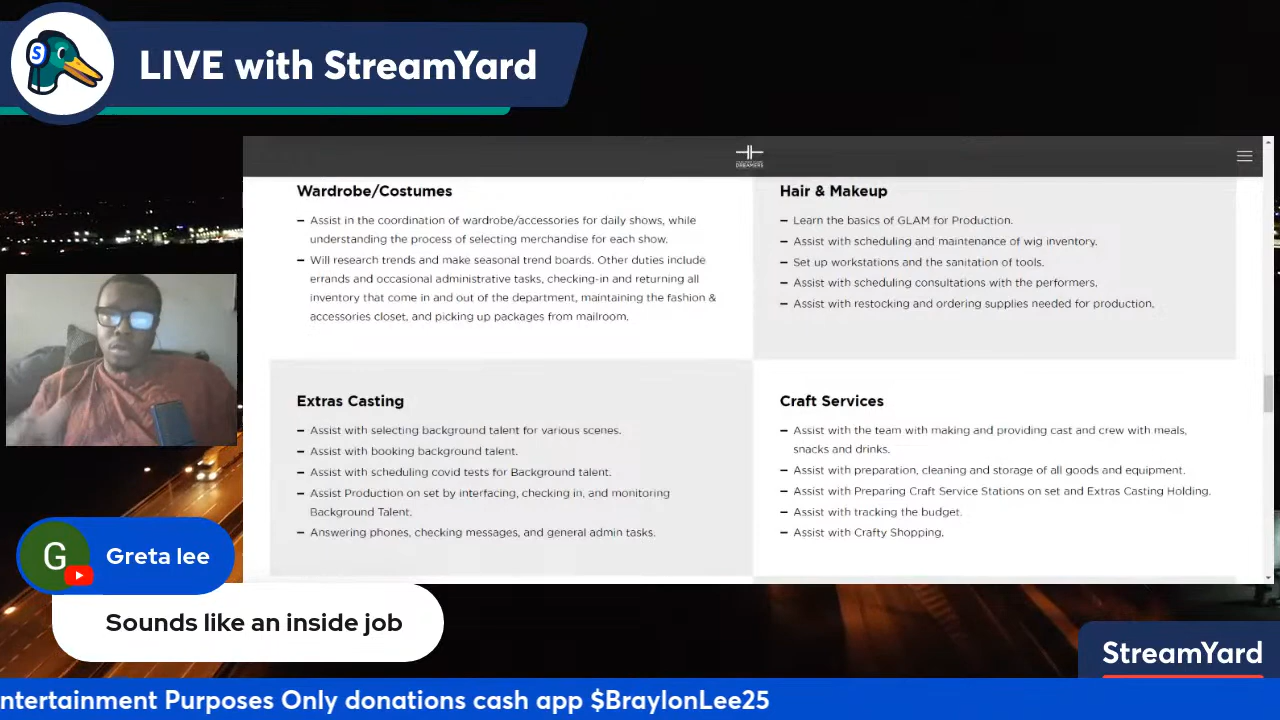 S
LIVE with StreamYard
DREAMERS
Wardrobe/Costumes
– Assist in the coordination of wardrobe/accessories for daily shows, while
understanding the process of selecting merchandise for each show.
– Will research trends and make seasonal trend boards. Other duties include
errands and occasional administrative tasks, checking-in and returning all
inventory that come in and out of the department, maintaining the fashion &
accessories closet, and picking up packages from mailroom.
Hair & Makeup
– Learn the basics of GLAM for Production.
– Assist with scheduling and maintenance of wig inventory.
– Set up workstations and the sanitation of tools.
– Assist with scheduling consultations with the performers.
– Assist with restocking and ordering supplies needed for production.
Extras Casting
– Assist with selecting background talent for various scenes.
– Assist with booking background talent.
– Assist with scheduling covid tests for Background talent.
– Assist Production on set by interfacing, checking in, and monitoring
Background Talent.
– Answering phones, checking messages, and general admin tasks.
Craft Services
– Assist with the team with making and providing cast and crew with meals,
snacks and drinks.
– Assist with preparation, cleaning and storage of all goods and equipment.
– Assist with Preparing Craft Service Stations on set and Extras Casting Holding.
– Assist with tracking the budget.
– Assist with Crafty Shopping.
G
Greta lee
Sounds like an inside job
StreamYard
ntertainment Purposes Only donations cash app $BraylonLee25